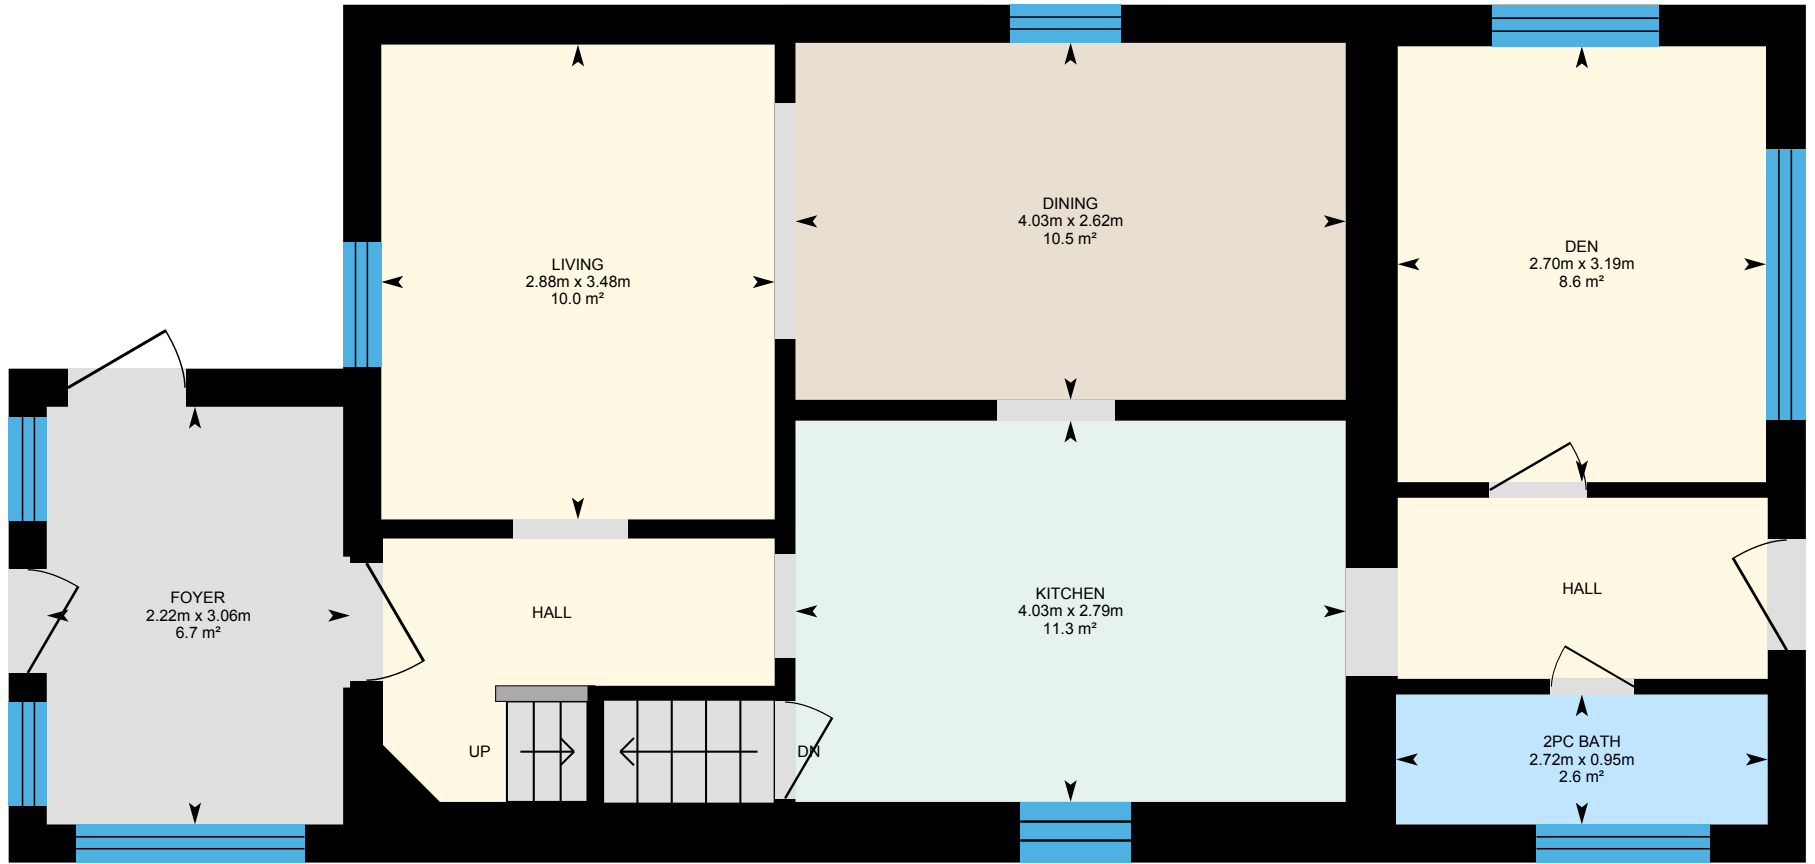 DINING
4.03m x 2.62m
10.5 m²
LIVING
2.88m x 3.48m
10.0 m²
DEN
2.70m x 3.19m
8.6 m²
FOYER
2.22m x 3.06m
6.7 m²
HALL
KITCHEN
4.03m x 2.79m
11.3 m²
HALL
UP
DN
2PC BATH
2.72m x 0.95m
2.6 m²